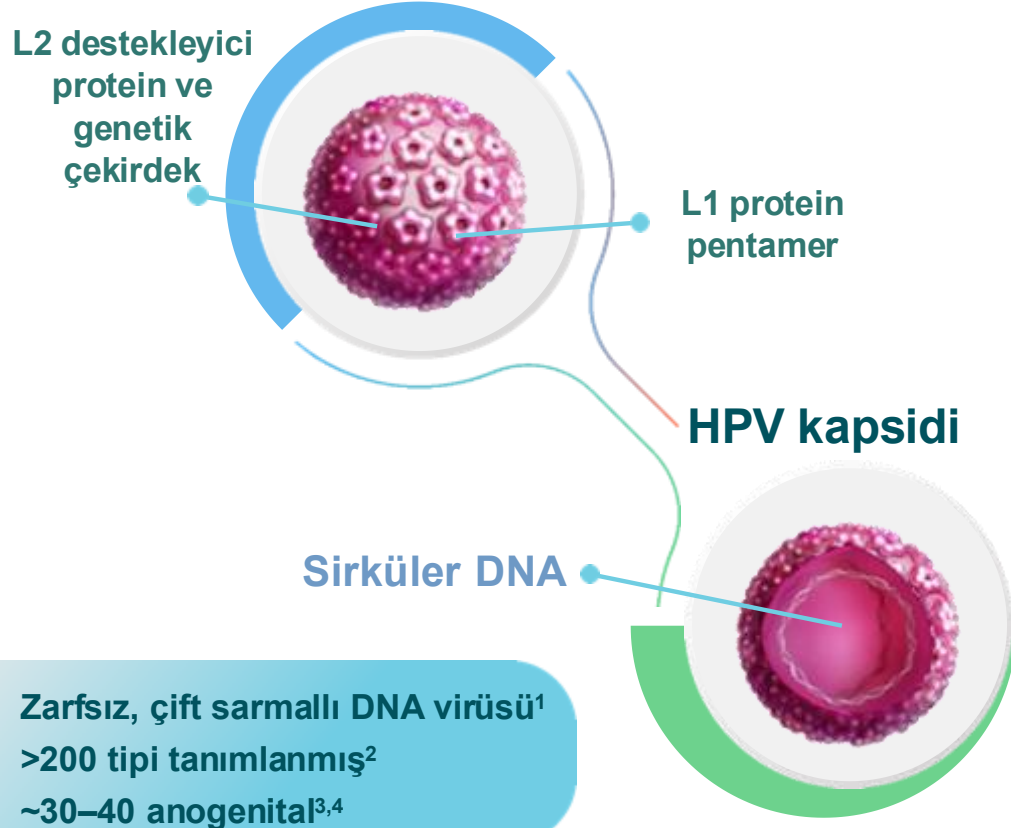 L2 destekleyici
protein ve
genetik
çekirdek
L1 protein
pentamer
HPV kapsidi
Sirküler DNA
Zarfsız, çift sarmallı DNA virüsü¹
>200 tipi tanımlanmış²
~30–40 anogenital³,⁴